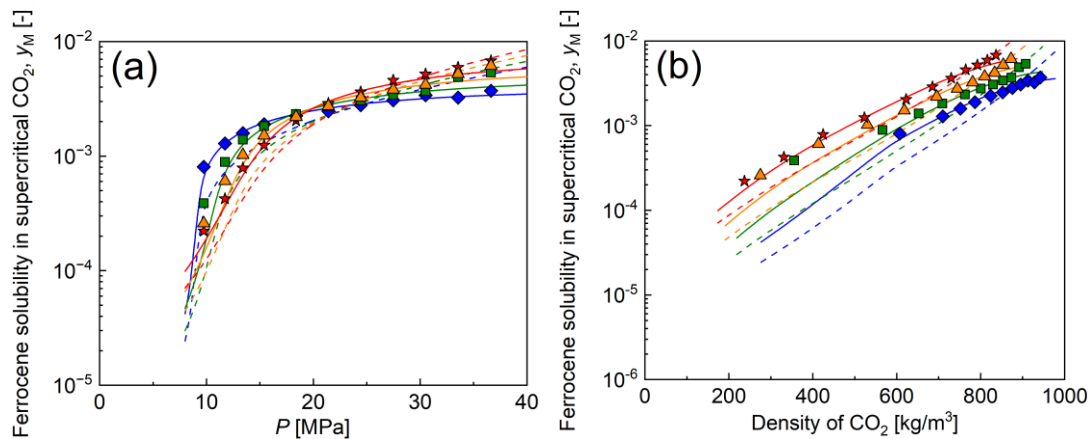 Ferrocene solubility in supercritical CO₂, y_M [-]
(a)
10⁻²
10⁻³
10⁻⁴
10⁻⁵
0 10 20 30 40
P [MPa]
Ferrocene solubility in supercritical CO₂, y_M [-]
(b)
10⁻²
10⁻³
10⁻⁴
10⁻⁵
10⁻⁶
0 200 400 600 800 1000
Density of CO₂ [kg/m³]